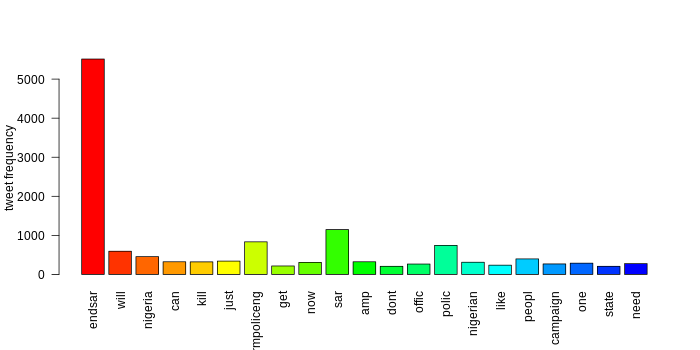 tweet frequency
5000
4000
3000
2000
1000
0
endsar
will
nigeria
can
kill
just
mpoliceng
get
now
sar
amp
dont
offic
polic
nigerian
like
peopl
campaign
one
state
need